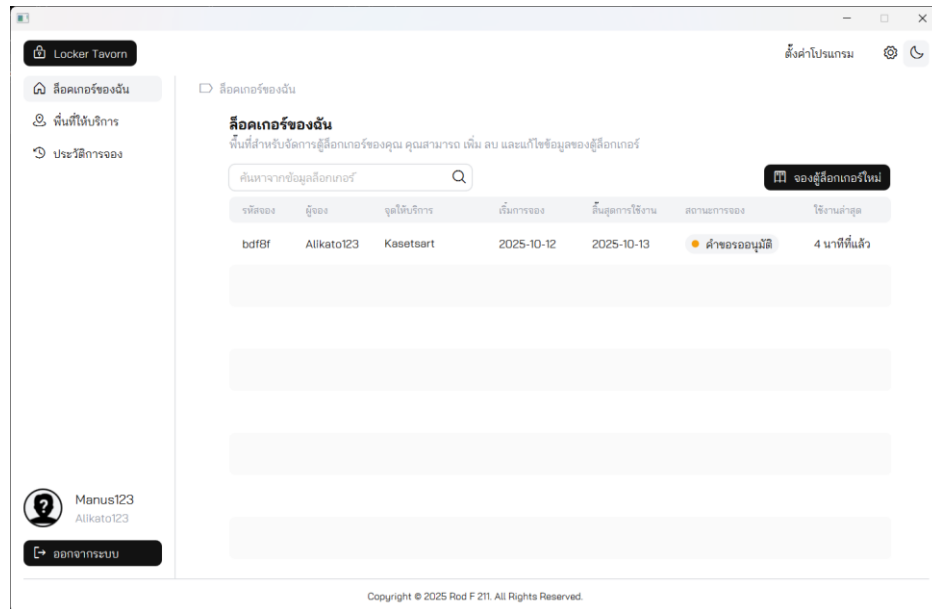 Locker Tavorn
ตั้งค่าโปรแกรม
ล็อคเกอร์ของฉัน
พื้นที่ให้บริการ
ประวัติการจอง
ล็อคเกอร์ของฉัน
ล็อคเกอร์ของฉัน
พื้นที่สำหรับจัดการตู้ล็อกเกอร์ของคุณ คุณสามารถ เพิ่ม ลบ และแก้ไขข้อมูลของตู้ล็อกเกอร์
ค้นหาจากข้อมูลล็อกเกอร์
จองตู้ล็อกเกอร์ใหม่
รหัสจอง ผู้จอง จุดให้บริการ เริ่มการจอง สิ้นสุดการใช้งาน สถานะการจอง ใช้งานล่าสุด
bdf8f Alikato123 Kasetsart 2025-10-12 2025-10-13 คำขอรออนุมัติ 4 นาทีที่แล้ว
Manus123
Alikato123
ออกจากระบบ
Copyright © 2025 Rod F 211. All Rights Reserved.